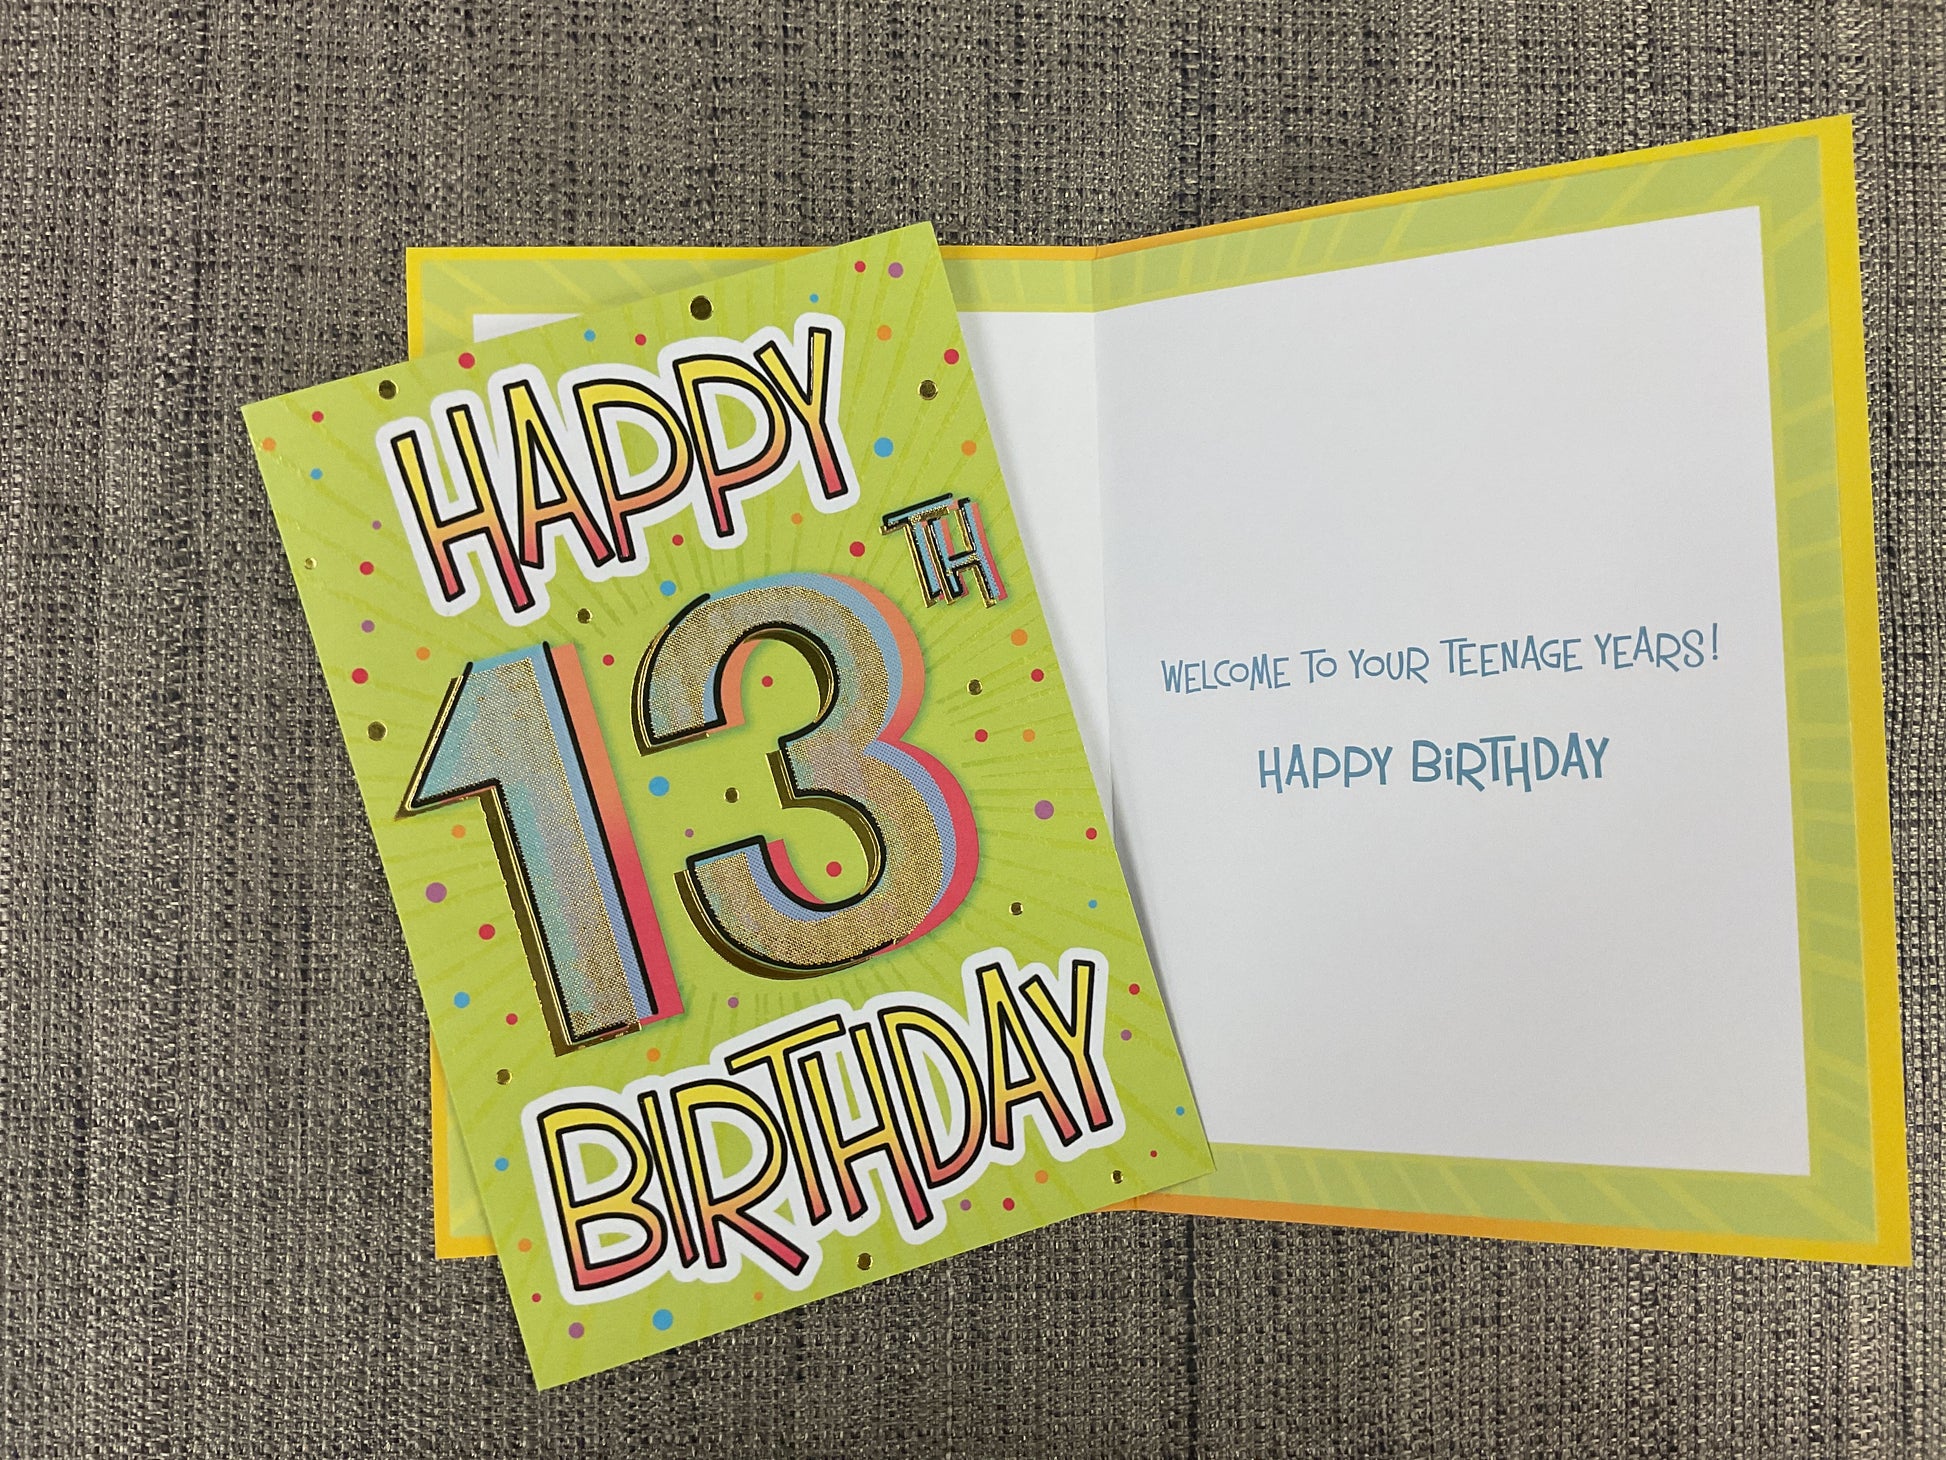 HAPPY
13TH
BIRTHDAY
WELCOME TO YOUR TEENAGE YEARS!
HAPPY BiRTHDAY